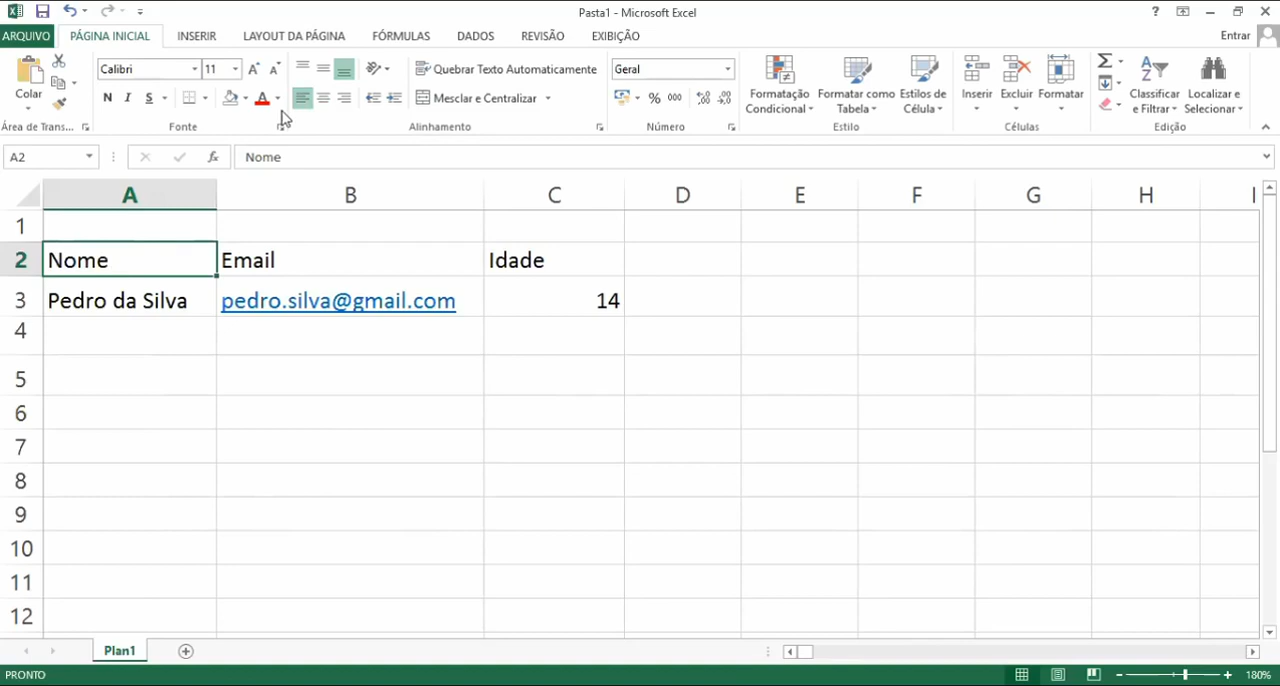 Pasta1 - Microsoft Excel
?
ARQUIVO PÁGINA INICIAL INSERIR LAYOUT DA PÁGINA FÓRMULAS DADOS REVISÃO EXIBIÇÃO Entrar
Colar
Calibri 11
N I S
Quebrar Texto Automaticamente
Mesclar e Centralizar
Geral
% 000
Formatação Condicional
Formatar como Tabela
Estilos de Célula
Inserir Excluir Formatar
Classificar e Filtrar
Localizar e Selecionar
Área de Trans... Fonte Alinhamento Número Estilo Células Edição
A2 fx Nome
A B C D E F G H I
1
2 Nome Email Idade
3 Pedro da Silva pedro.silva@gmail.com 14
4
5
6
7
8
9
10
11
12
Plan1
PRONTO 180%